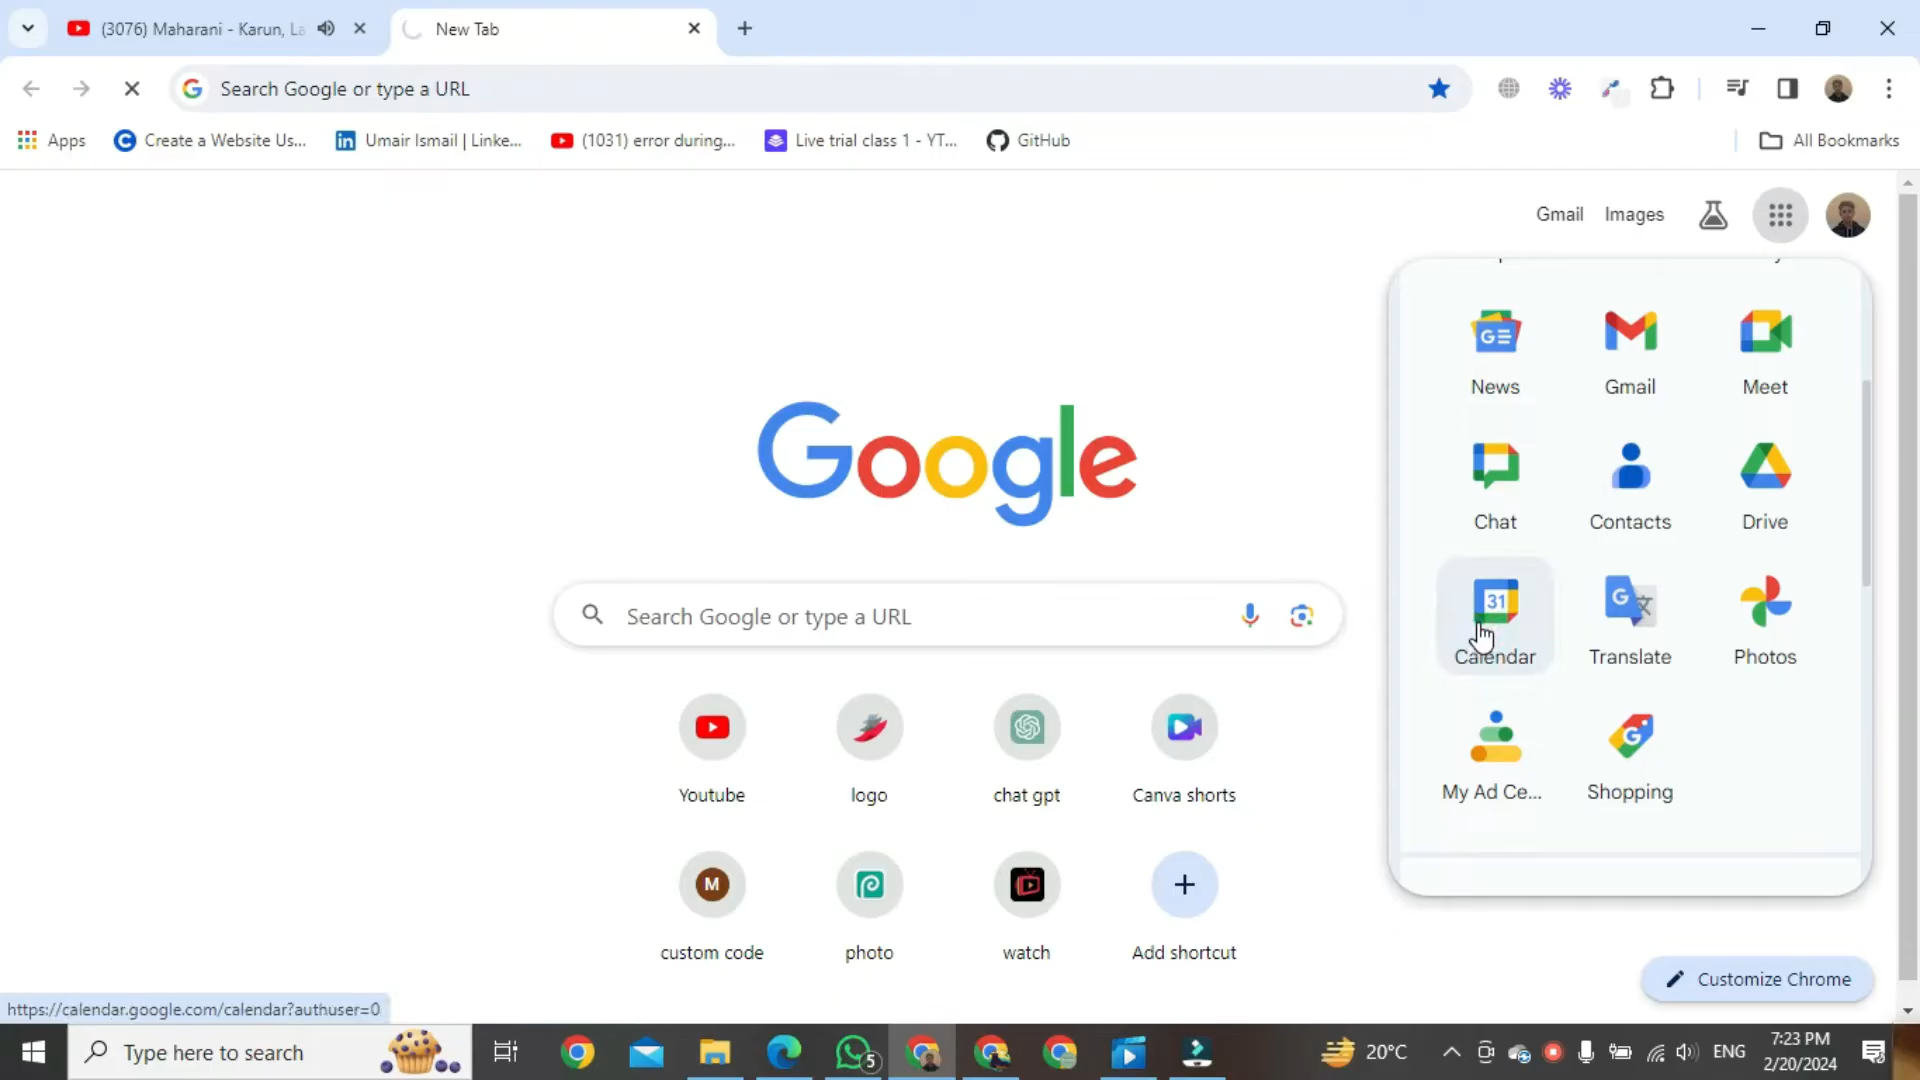 (3076) Maharani - Karun, La
New Tab
Search Google or type a URL
Apps
Create a Website Us...
Umair Ismail | Linke...
(1031) error during...
Live trial class 1 - YT...
GitHub
All Bookmarks
Gmail
Images
News
Gmail
Meet
Chat
Contacts
Drive
31
Calendar
Translate
Photos
My Ad Ce...
Shopping
Google
Search Google or type a URL
Youtube
logo
chat gpt
Canva shorts
M
custom code
photo
watch
Add shortcut
Customize Chrome
https://calendar.google.com/calendar?authuser=0
Type here to search
5
20°C
ENG
7:23 PM
2/20/2024